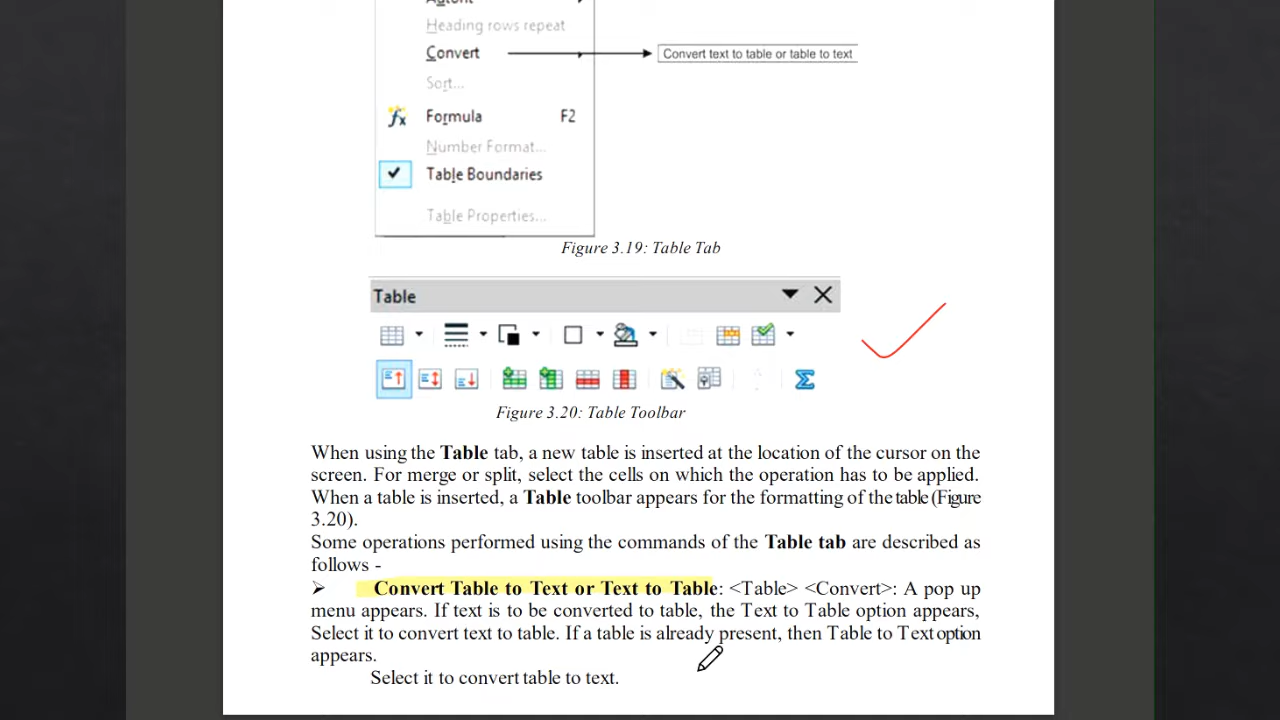 Heading rows repeat
Convert
Convert text to table or table to text
Sort...
Formula F2
Number Format...
Table Boundaries
Table Properties...
Figure 3.19: Table Tab
Table
Figure 3.20: Table Toolbar
When using the Table tab, a new table is inserted at the location of the cursor on the
screen. For merge or split, select the cells on which the operation has to be applied.
When a table is inserted, a Table toolbar appears for the formatting of the table (Figure
3.20).
Some operations performed using the commands of the Table tab are described as
follows -
➢ Convert Table to Text or Text to Table: <Table> <Convert>: A pop up
menu appears. If text is to be converted to table, the Text to Table option appears,
Select it to convert text to table. If a table is already present, then Table to Text option
appears.
Select it to convert table to text.